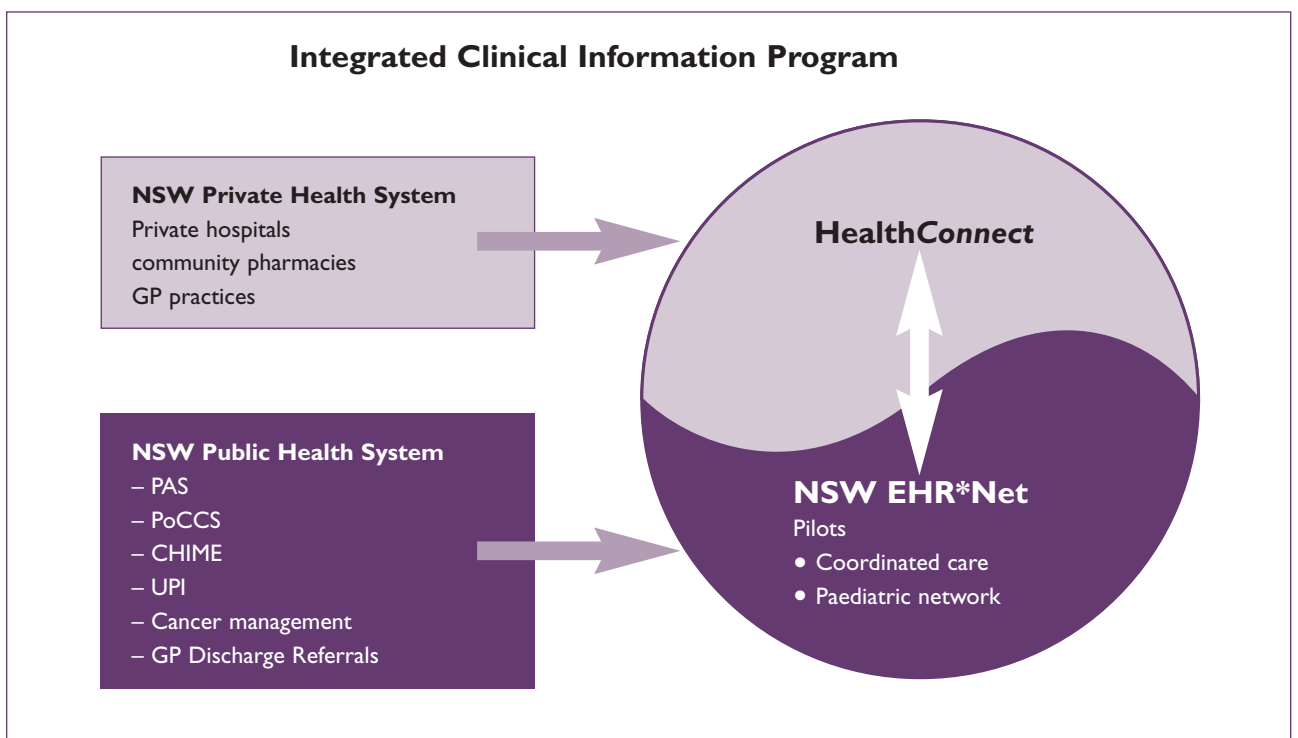 Integrated Clinical Information Program
NSW Private Health System
Private hospitals
community pharmacies
GP practices
NSW Public Health System
– PAS
– PoCCS
– CHIME
– UPI
– Cancer management
– GP Discharge Referrals
HealthConnect
NSW EHR*Net
Pilots
• Coordinated care
• Paediatric network